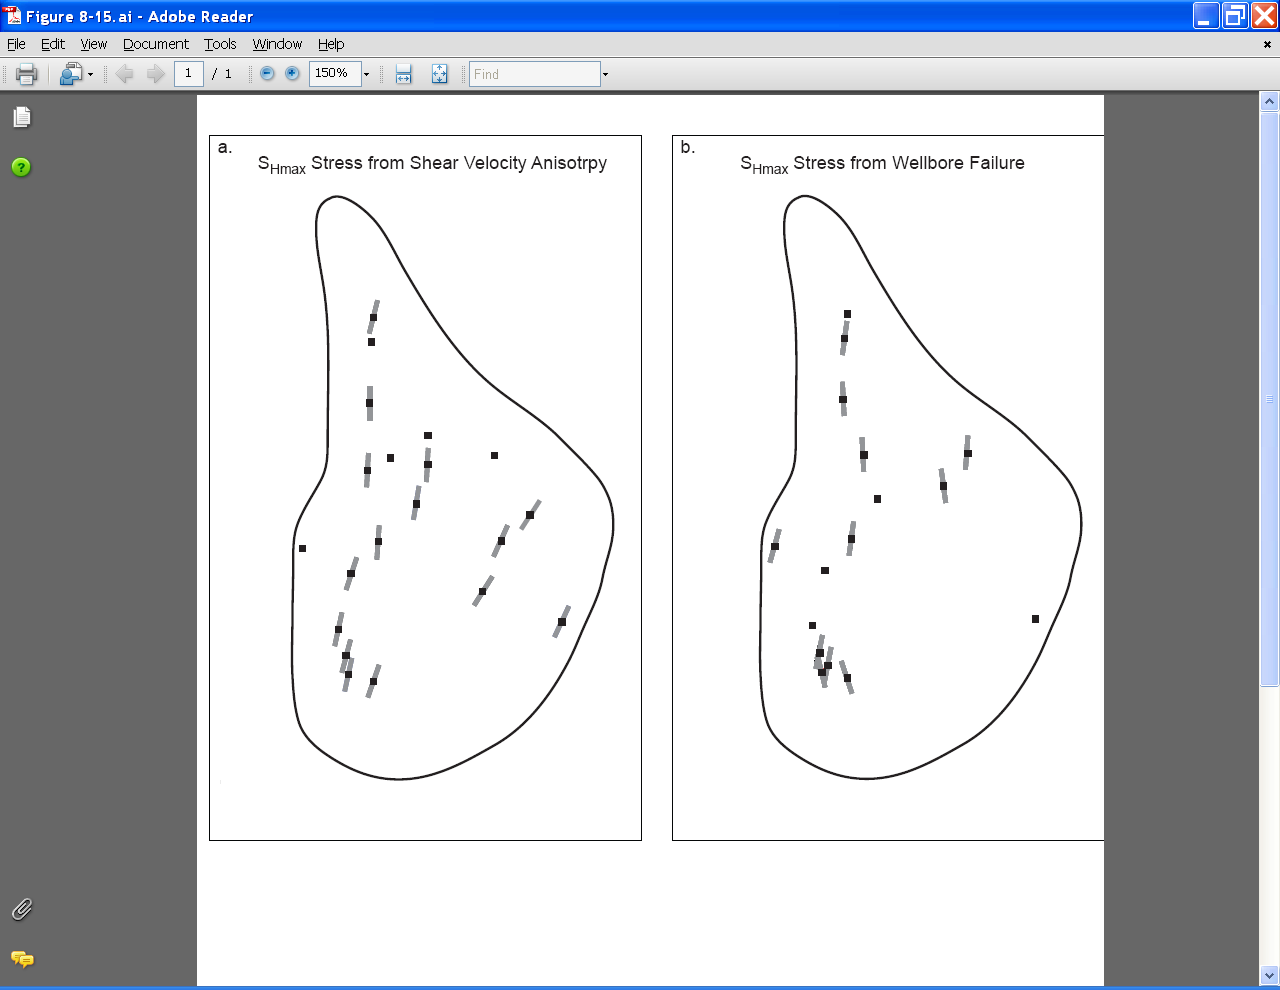 Figure 8-15.ai - Adobe Reader
File Edit View Document Tools Window Help
1 / 1 150% Find
a.
SHmax Stress from Shear Velocity Anisotrpy
b.
SHmax Stress from Wellbore Failure